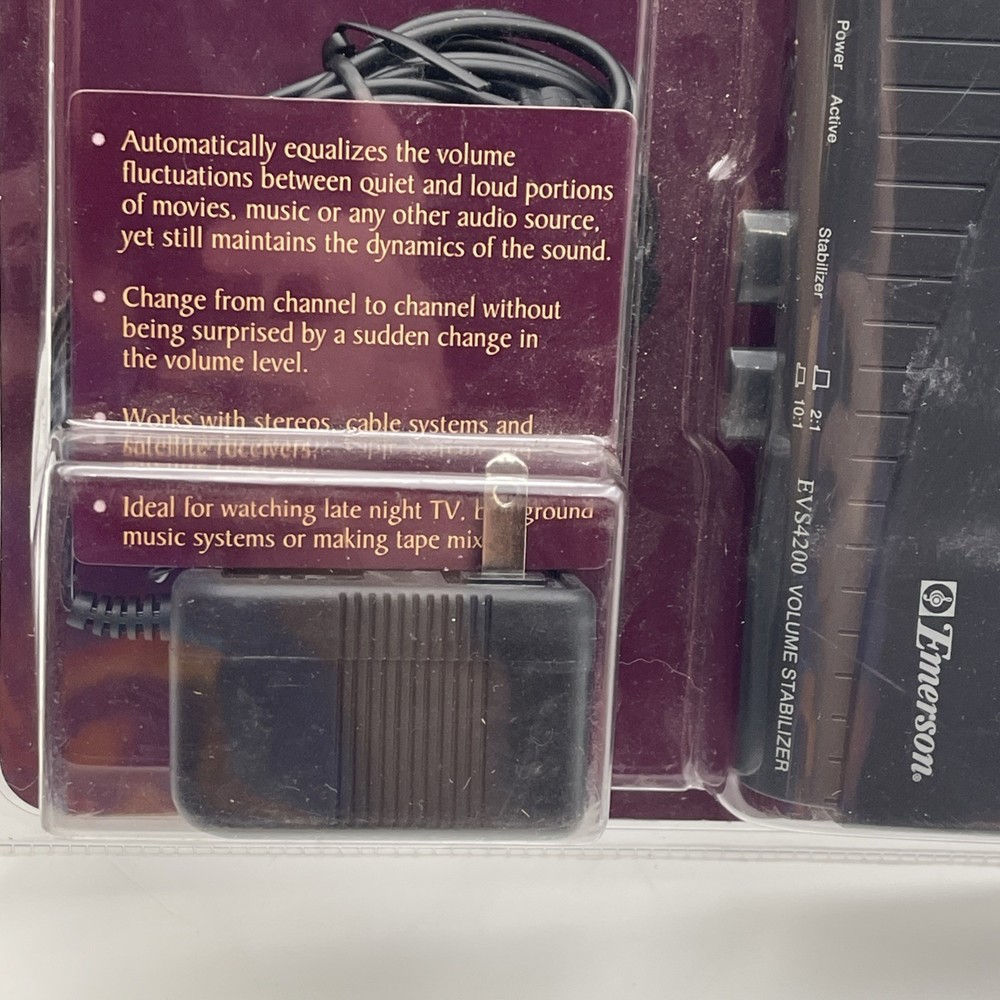 • Automatically equalizes the volume
fluctuations between quiet and loud portions
of movies, music or any other audio source,
yet still maintains the dynamics of the sound.
• Change from channel to channel without
being surprised by a sudden change in
the volume level.
• Works with stereos, cable systems and
satellite receivers.
• Ideal for watching late night TV,
music systems or making tape
Power Active
Stabilizer
2:1
10:1
EVS4200 VOLUME STABILIZER
Emerson®